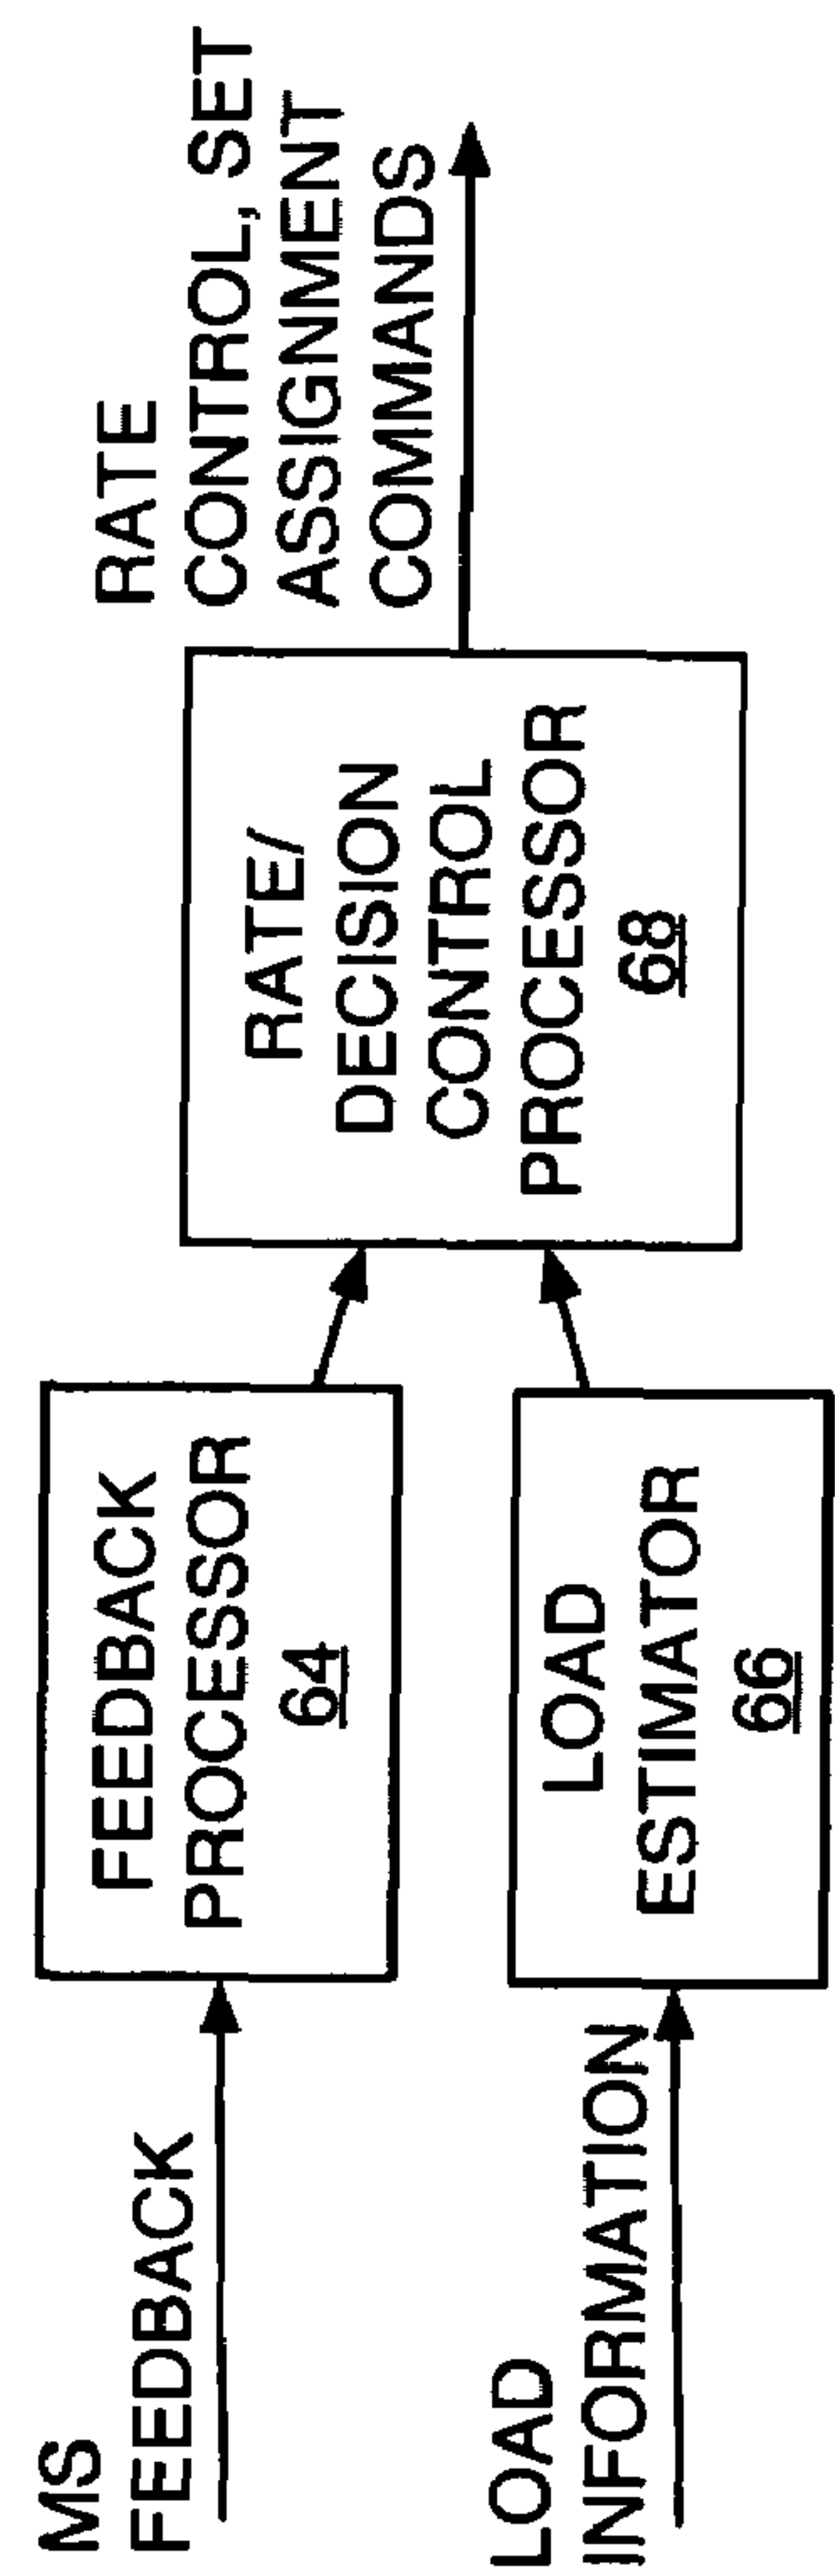 MS
FEEDBACK
FEEDBACK
PROCESSOR
64
LOAD
INFORMATION
LOAD
ESTIMATOR
66
RATE/
DECISION
CONTROL
PROCESSOR
68
RATE
CONTROL, SET
ASSIGNMENT
COMMANDS